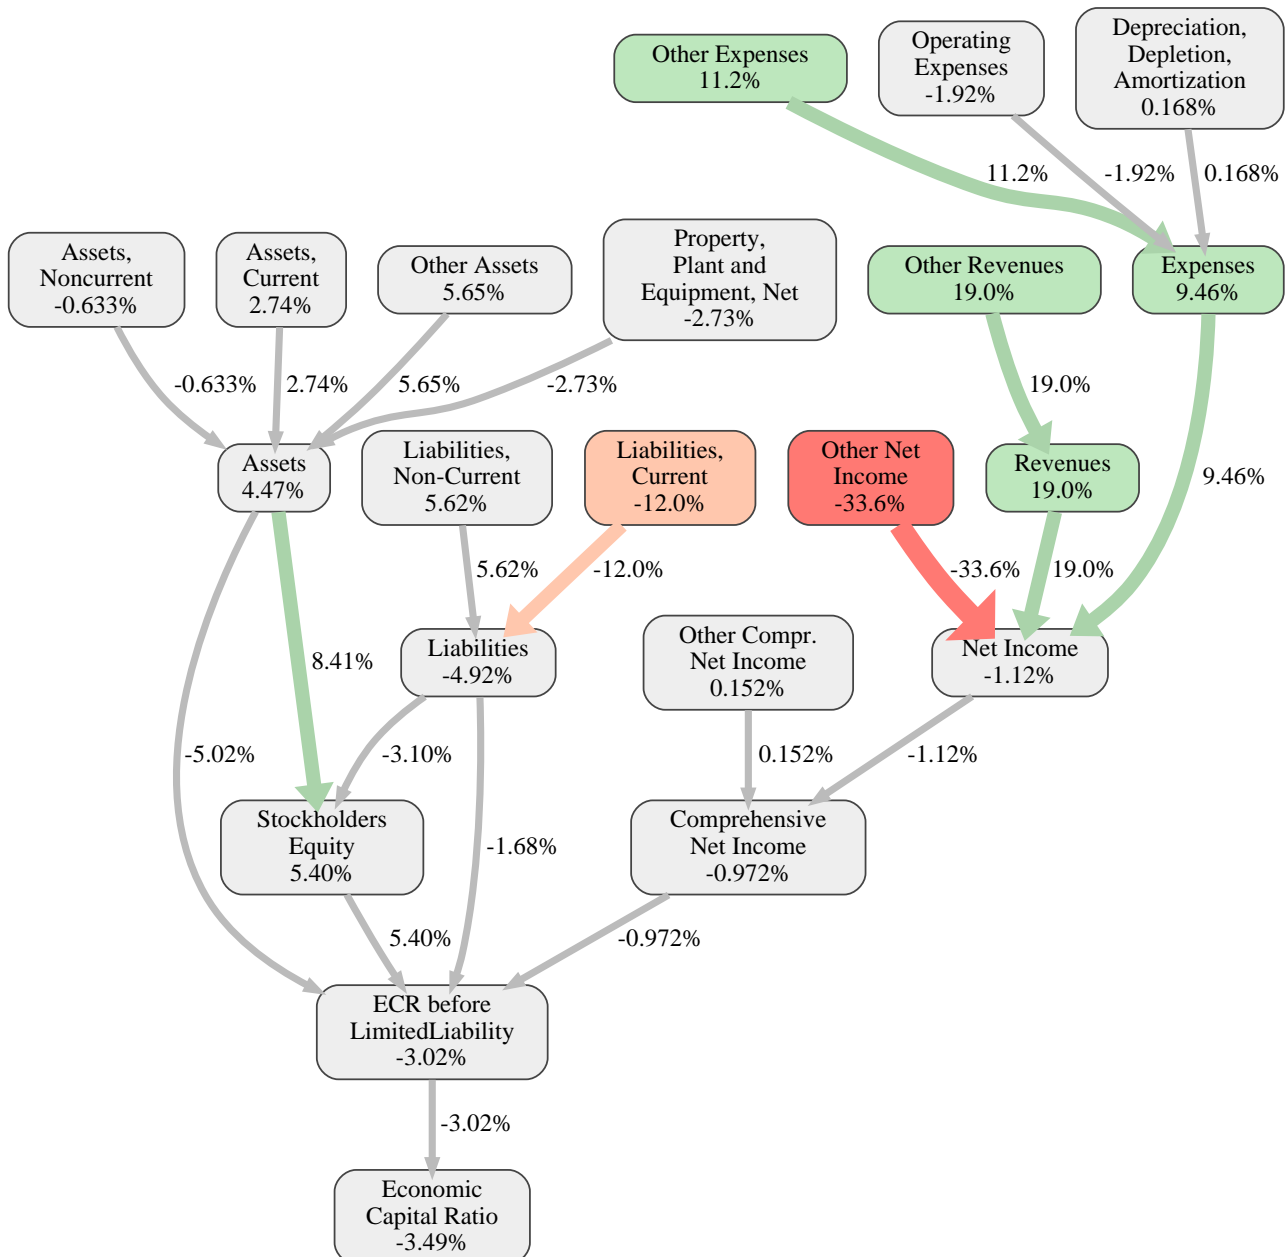 Other Expenses
11.2%
Operating
Expenses
-1.92%
Depreciation,
Depletion,
Amortization
0.168%
11.2%
-1.92%
0.168%
Assets,
Noncurrent
-0.633%
Assets,
Current
2.74%
Other Assets
5.65%
Property,
Plant and
Equipment, Net
-2.73%
Other Revenues
19.0%
Expenses
9.46%
-0.633%
2.74%
5.65%
-2.73%
19.0%
Assets
4.47%
Liabilities,
Non-Current
5.62%
Liabilities,
Current
-12.0%
Other Net
Income
-33.6%
Revenues
19.0%
9.46%
5.62%
-12.0%
-33.6%
19.0%
8.41%
Liabilities
-4.92%
Other Compr.
Net Income
0.152%
Net Income
-1.12%
-5.02%
-3.10%
0.152%
-1.12%
Stockholders
Equity
5.40%
-1.68%
Comprehensive
Net Income
-0.972%
5.40%
-0.972%
ECR before
LimitedLiability
-3.02%
-3.02%
Economic
Capital Ratio
-3.49%